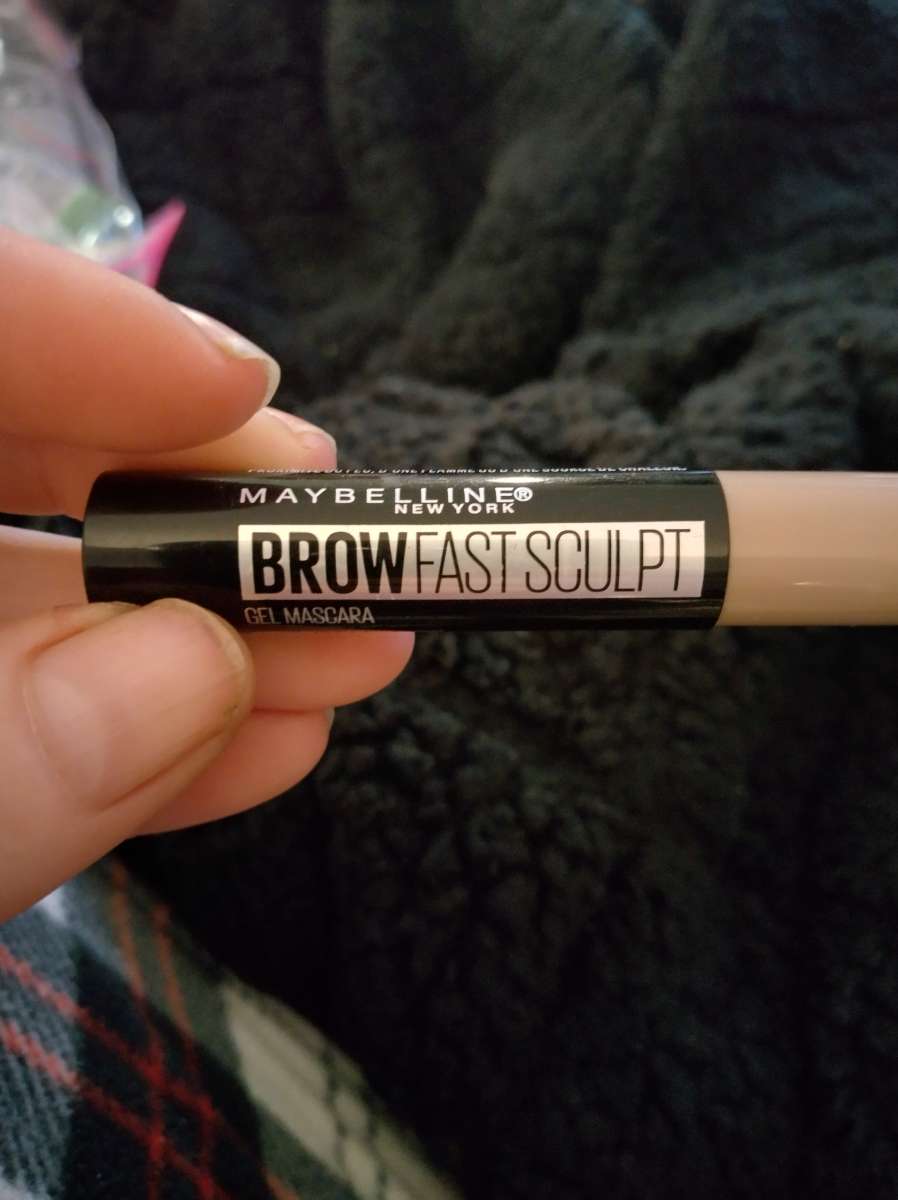 MAYBELLINE®
NEW YORK
BROW FAST SCULPT
GEL MASCARA